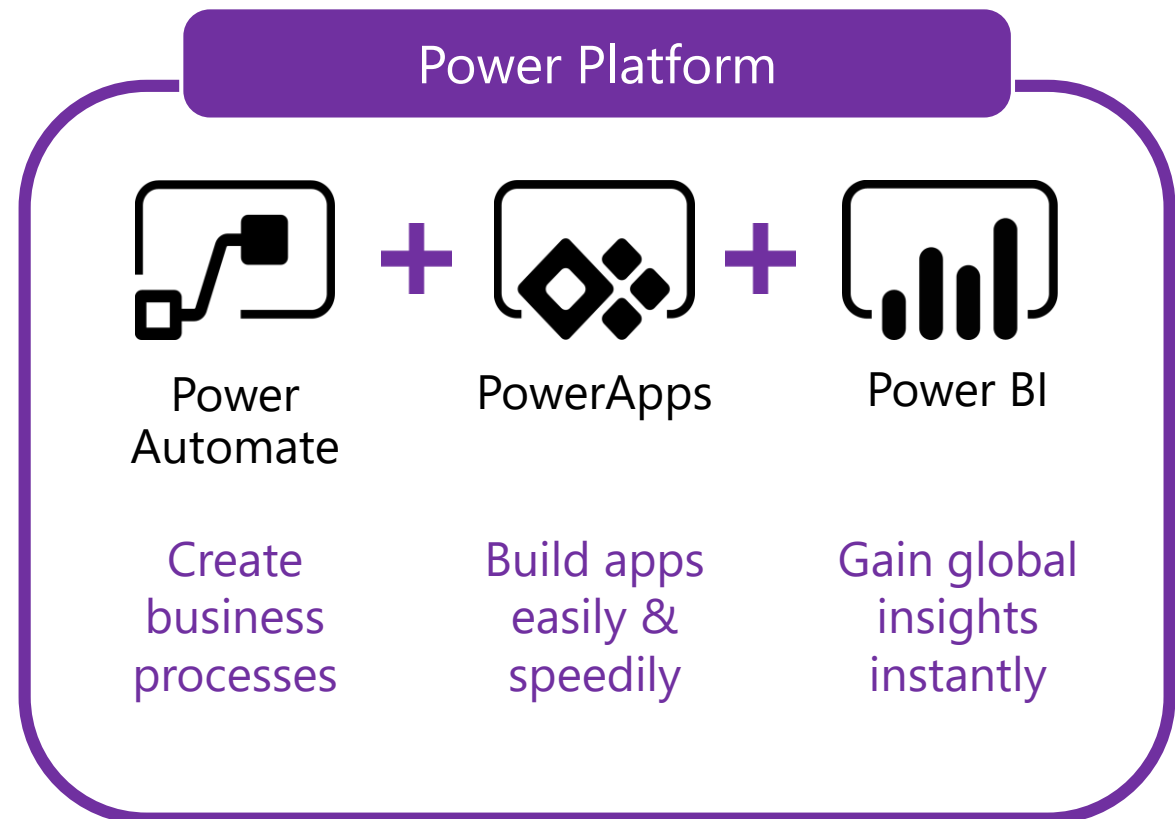 Power Platform
Power
Automate
PowerApps
Power BI
Create
business
processes
Build apps
easily &
speedily
Gain global
insights
instantly